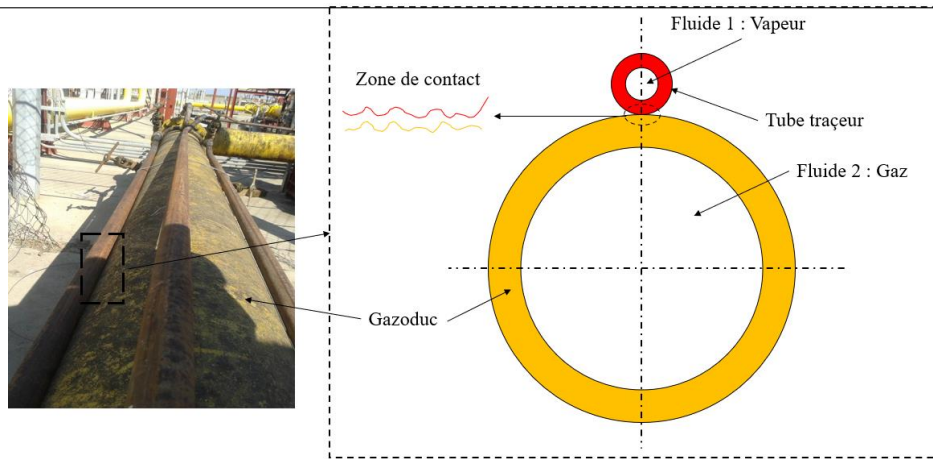 Fluide 1 : Vapeur
Zone de contact
Tube traçeur
Fluide 2 : Gaz
Gazoduc